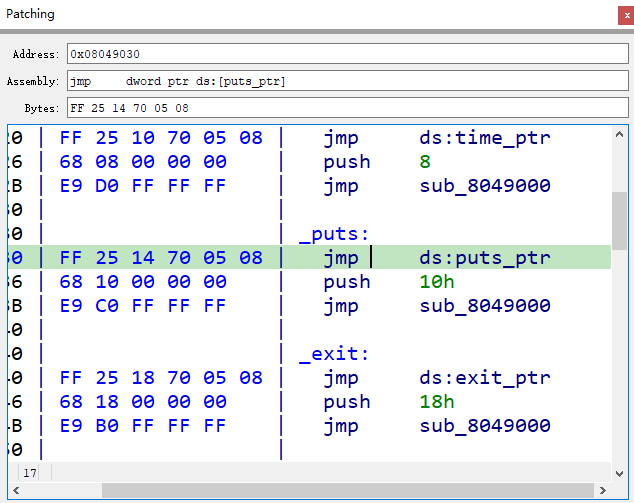 Patching
x
Address: 0x08049030
Assembly: jmp     dword ptr ds:[puts_ptr]
Bytes: FF 25 14 70 05 08
20 | FF 25 10 70 05 08 | jmp ds:time_ptr
26 | 68 08 00 00 00 | push 8
2B | E9 D0 FF FF FF | jmp sub_8049000
30 | |
30 | | _puts:
30 | FF 25 14 70 05 08 | jmp ds:puts_ptr
36 | 68 10 00 00 00 | push 10h
3B | E9 C0 FF FF FF | jmp sub_8049000
40 | |
40 | | _exit:
40 | FF 25 18 70 05 08 | jmp ds:exit_ptr
46 | 68 18 00 00 00 | push 18h
4B | E9 B0 FF FF FF | jmp sub_8049000
50 | |
17